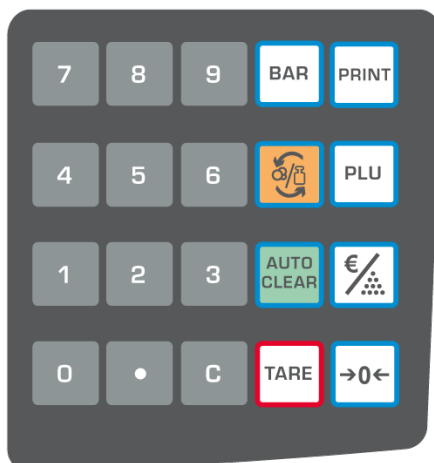 7 8 9 BAR PRINT
4 5 6 PLU
1 2 3 AUTO CLEAR €/
0 • C TARE →0←